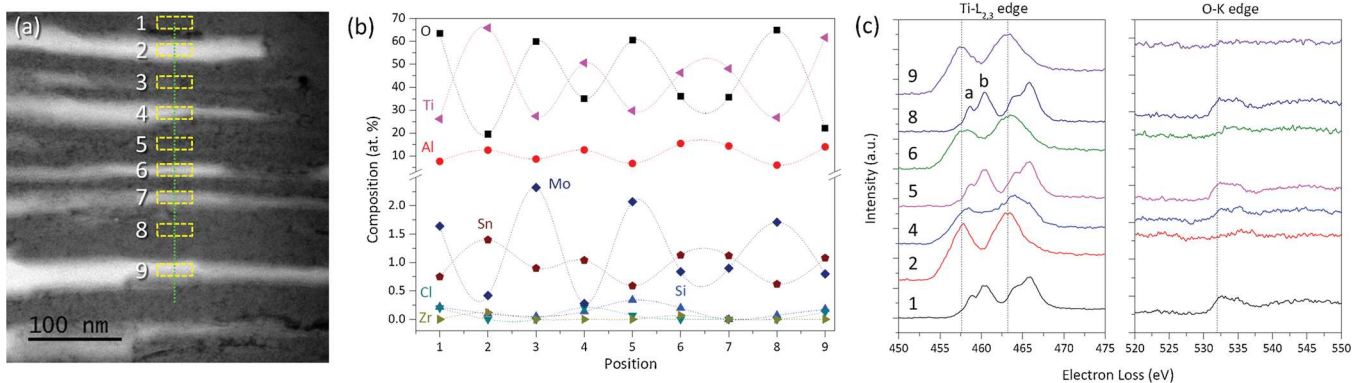 (a)
1
2
3
4
5
6
7
8
9
100 nm
(b)
Composition (at. %)
70
60
50
40
30
20
10
2.0
1.5
1.0
0.5
0.0
O
Ti
Al
Mo
Sn
Cl
Si
Zr
1 2 3 4 5 6 7 8 9
Position
(c)
Ti-L2,3 edge
O-K edge
Intensity (a.u.)
9
a b
8
6
5
4
2
1
450 455 460 465 470 475
520 525 530 535 540 545 550
Electron Loss (eV)